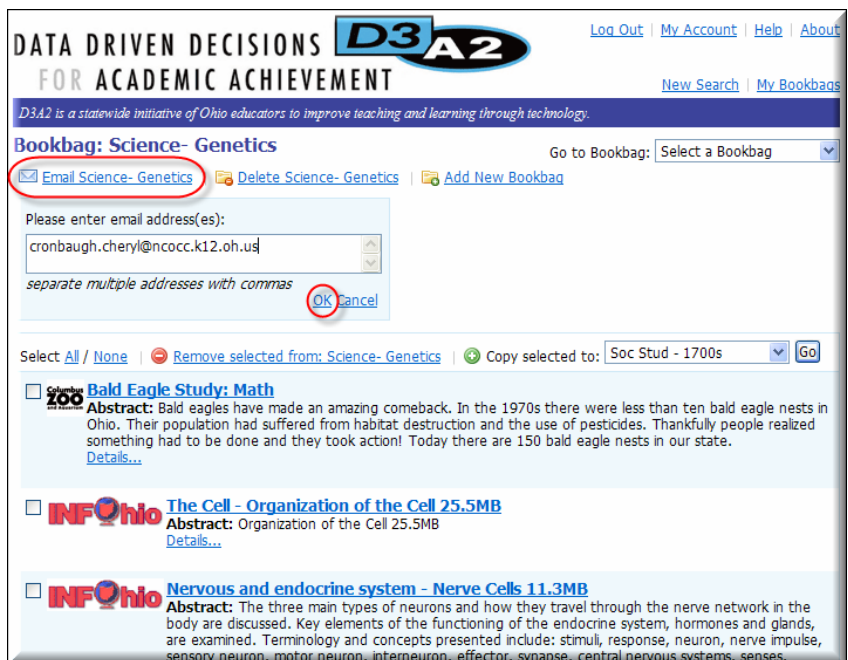 DATA DRIVEN DECISIONS D3A2
FOR ACADEMIC ACHIEVEMENT
Log Out | My Account | Help | About
New Search | My Bookbags
D3A2 is a statewide initiative of Ohio educators to improve teaching and learning through technology.
Bookbag: Science- Genetics
Go to Bookbag: Select a Bookbag
Email Science- Genetics | Delete Science- Genetics | Add New Bookbag
Please enter email address(es):
cronbaugh.cheryl@ncocc.k12.oh.us
separate multiple addresses with commas
OK Cancel
Select All / None | Remove selected from: Science- Genetics | Copy selected to: Soc Stud - 1700s Go
Columbus ZOO and Aquarium Bald Eagle Study: Math
Abstract: Bald eagles have made an amazing comeback. In the 1970s there were less than ten bald eagle nests in
Ohio. Their population had suffered from habitat destruction and the use of pesticides. Thankfully people realized
something had to be done and they took action! Today there are 150 bald eagle nests in our state.
Details...
INFOhio The Cell - Organization of the Cell 25.5MB
Abstract: Organization of the Cell 25.5MB
Details...
INFOhio Nervous and endocrine system - Nerve Cells 11.3MB
Abstract: The three main types of neurons and how they travel through the nerve network in the
body are discussed. Key elements of the functioning of the endocrine system, hormones and glands,
are examined. Terminology and concepts presented include: stimuli, response, neuron, nerve impulse,
sensory neuron, motor neuron, interneuron, effector, synapse, central nervous systems, senses,